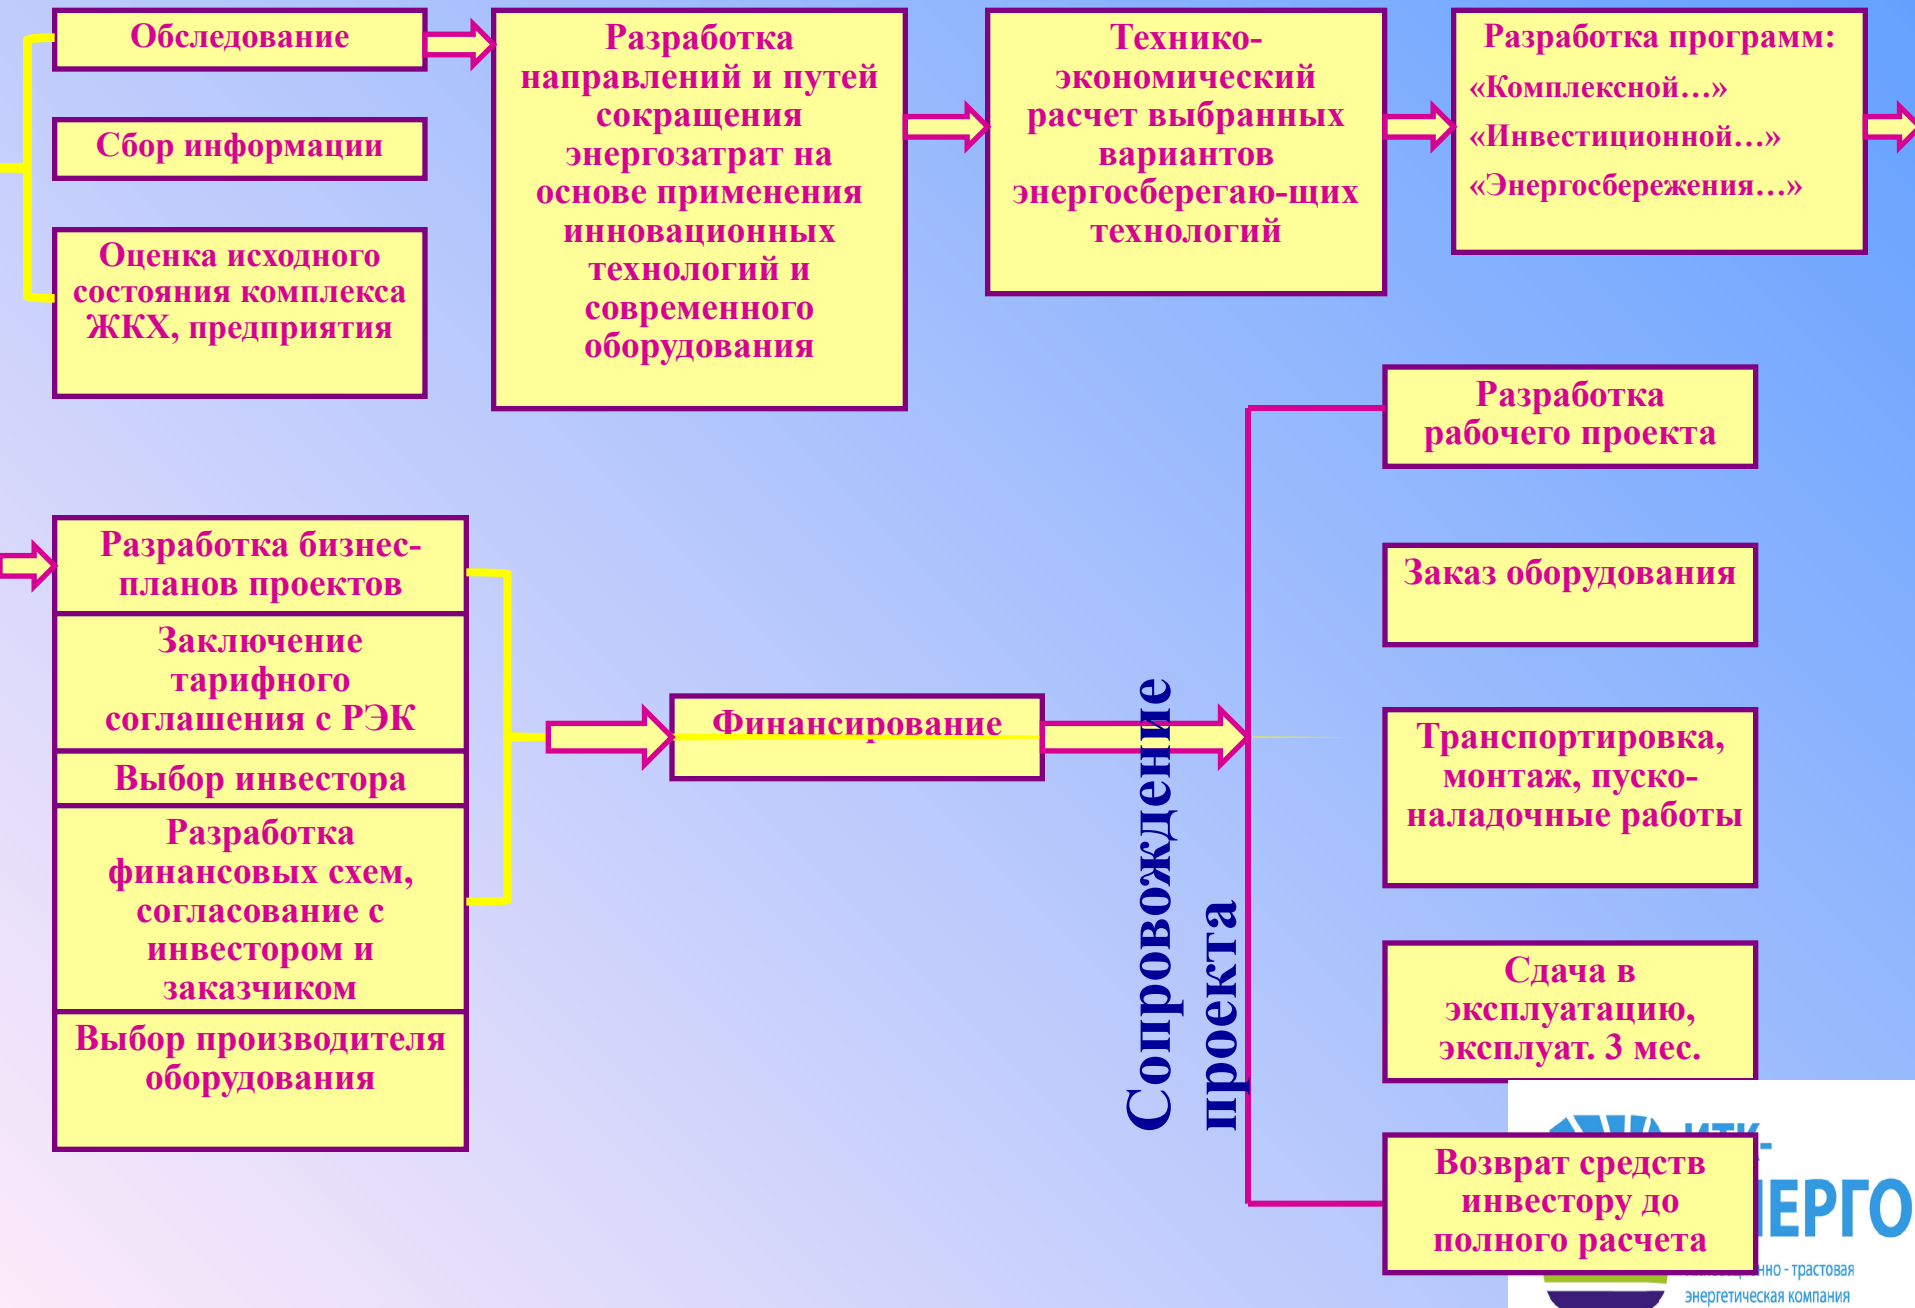 Обследование
Сбор информации
Оценка исходного
состояния комплекса
ЖКХ, предприятия
Разработка
направлений и путей
сокращения
энергозатрат на
основе применения
инновационных
технологий и
современного
оборудования
Технико-
экономический
расчет выбранных
вариантов
энергосберегаю-щих
технологий
Разработка программ:
«Комплексной…»
«Инвестиционной…»
«Энергосбережения…»
Разработка бизнес-
планов проектов
Заключение
тарифного
соглашения с РЭК
Выбор инвестора
Разработка
финансовых схем,
согласование с
инвестором и
заказчиком
Выбор производителя
оборудования
Финансирование
Сопровождение
проекта
Разработка
рабочего проекта
Заказ оборудования
Транспортировка,
монтаж, пуско-
наладочные работы
Сдача в
эксплуатацию,
эксплуат. 3 мес.
Возврат средств
инвестору до
полного расчета
ИТК-
- трастовая
энергетическая компания